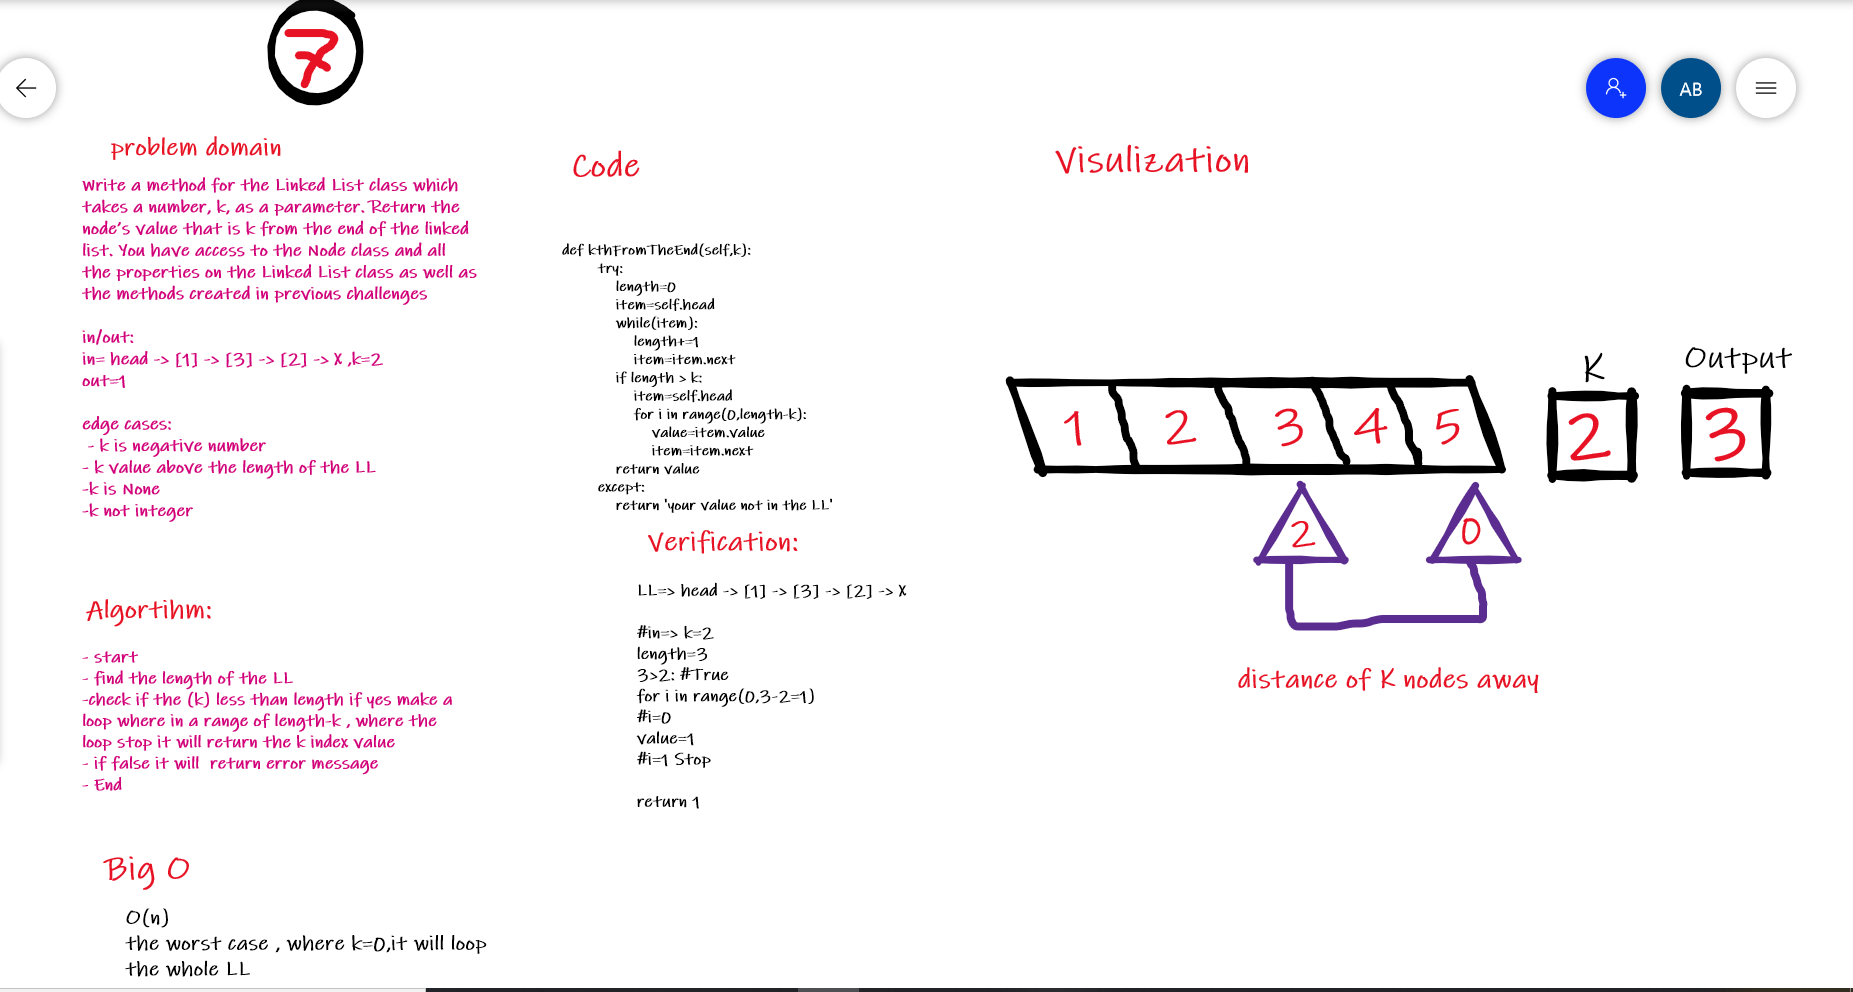 7
AB
problem domain
Write a method for the Linked List class which
takes a number, k, as a parameter. Return the
node's value that is k from the end of the linked
list. You have access to the Node class and all
the properties on the Linked List class as well as
the methods created in previous challenges
in/out:
in= head -> [1] -> [3] -> [2] -> X ,k=2
out=1
edge cases:
- k is negative number
- k value above the length of the LL
-k is None
-k not integer
Algortihm:
- start
- find the length of the LL
-check if the (k) less than length if yes make a
loop where in a range of length-k , where the
loop stop it will return the k index value
- if false it will return error message
- End
Big O
O(n)
the worst case , where k=0,it will loop
the whole LL
Code
def kthFromTheEnd(self,k):
try:
length=0
item=self.head
while(item):
length+=1
item=item.next
if length > k:
item=self.head
for i in range(0,length-k):
value=item.value
item=item.next
return value
except:
return 'your value not in the LL'
Verification:
LL=> head -> [1] -> [3] -> [2] -> X
#in=> k=2
length=3
3>2: #True
for i in range(0,3-2=1)
#i=0
value=1
#i=1 Stop
return 1
Visulization
K Output
1 2 3 4 5 2 3
2 0
distance of K nodes away